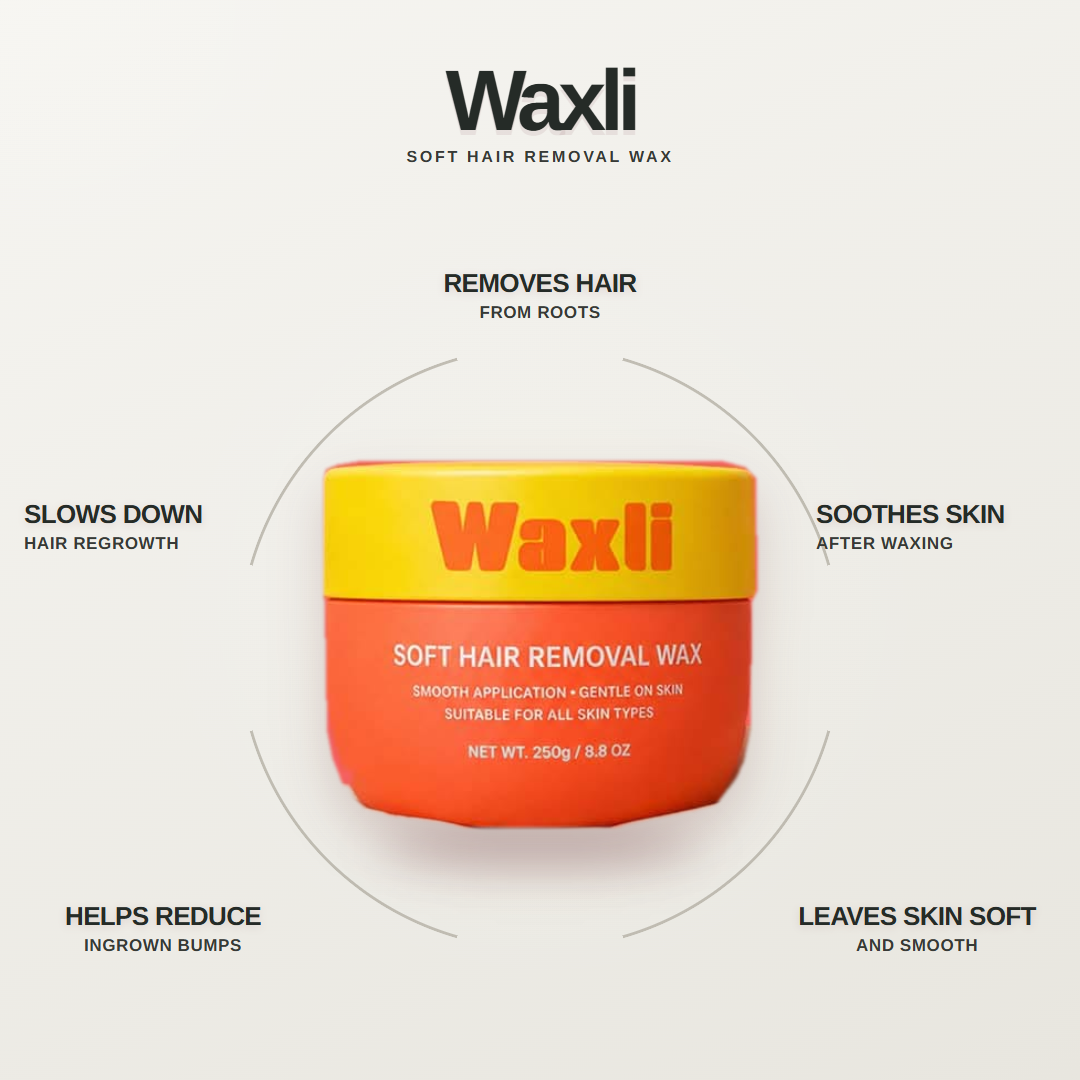 Waxli
SOFT HAIR REMOVAL WAX
REMOVES HAIR
FROM ROOTS
SLOWS DOWN
HAIR REGROWTH
SOOTHES SKIN
AFTER WAXING
Waxli
SOFT HAIR REMOVAL WAX
SMOOTH APPLICATION • GENTLE ON SKIN
SUITABLE FOR ALL SKIN TYPES
NET WT. 250g / 8.8 OZ
HELPS REDUCE
INGROWN BUMPS
LEAVES SKIN SOFT
AND SMOOTH